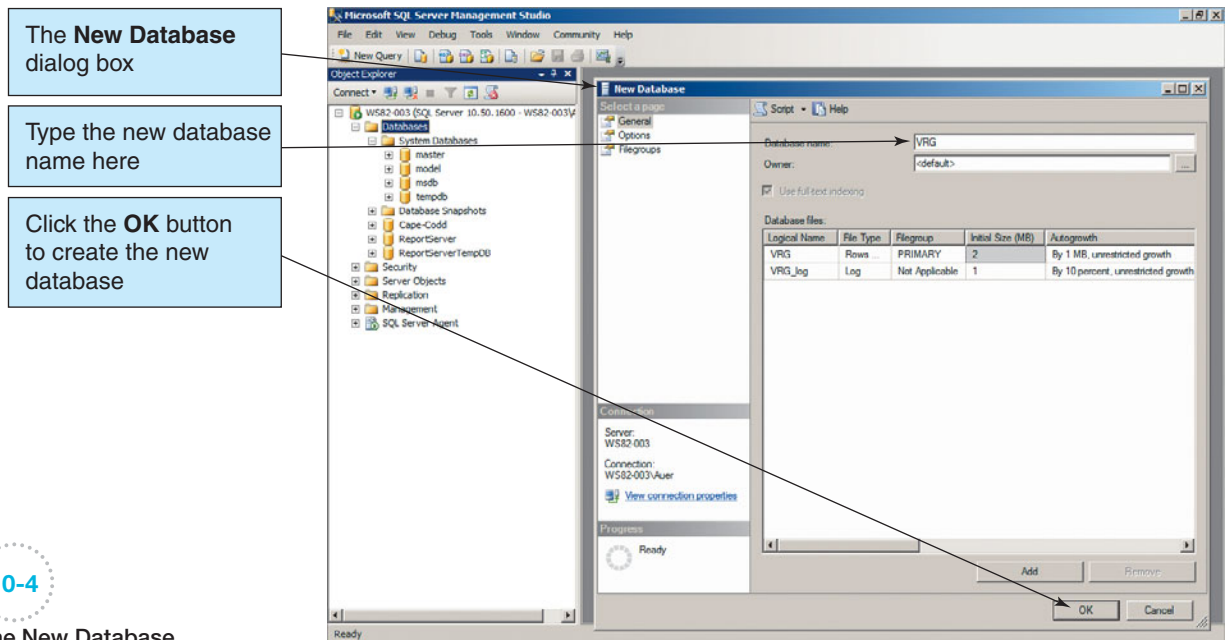 The New Database
dialog box
Type the new database
name here
Click the OK button
to create the new
database
0-4
he New Database
Microsoft SQL Server Management Studio
File Edit View Debug Tools Window Community Help
New Query
Object Explorer
Connect
WS82-003 (SQL Server 10.50.1600 - WS82-003\A
Databases
System Databases
master
model
msdb
tempdb
Database Snapshots
Cape-Codd
ReportServer
ReportServerTempDB
Security
Server Objects
Replication
Management
SQL Server Agent
Ready
New Database
Select a page
General
Options
Filegroups
Connection
Server:
WS82-003
Connection:
WS82-003\Auer
View connection properties
Progress
Ready
Script Help
Database name: VRG
Owner: <default> ...
Use full-text indexing
Database files:
Logical Name File Type Filegroup Initial Size (MB) Autogrowth
VRG Rows ... PRIMARY 2 By 1 MB, unrestricted growth
VRG_log Log Not Applicable 1 By 10 percent, unrestricted growth
Add Remove
OK Cancel